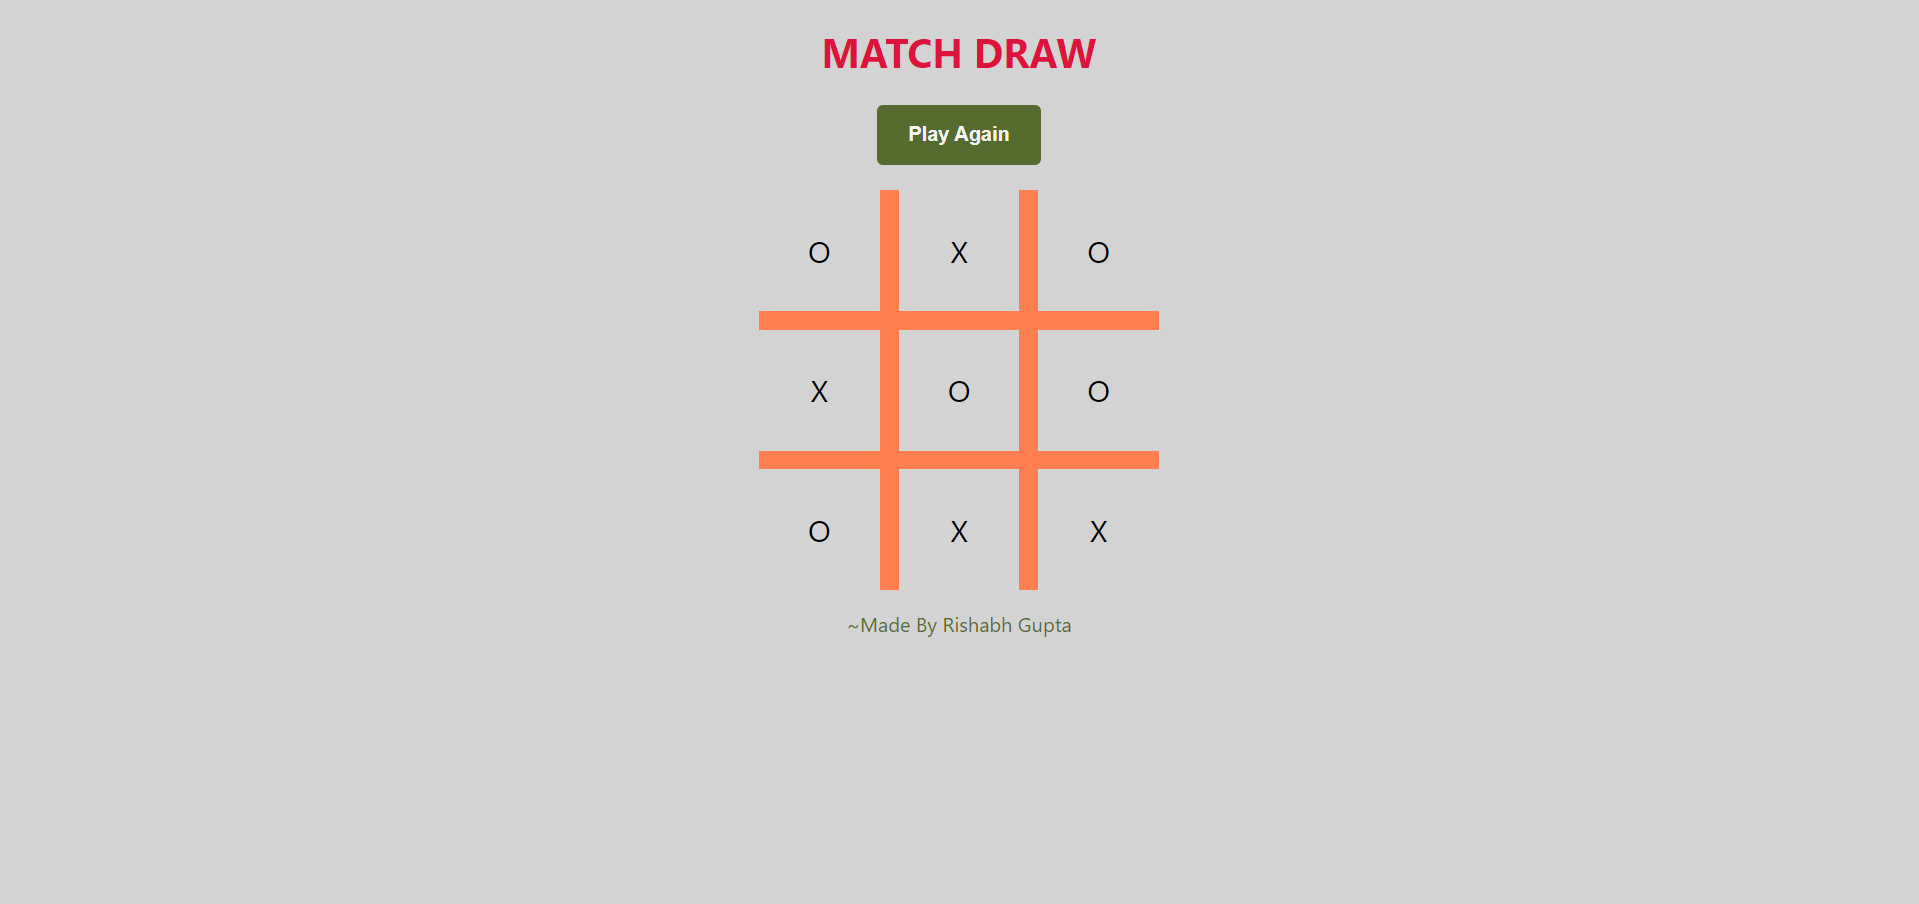 MATCH DRAW
Play Again
O X O
X O O
O X X
~Made By Rishabh Gupta